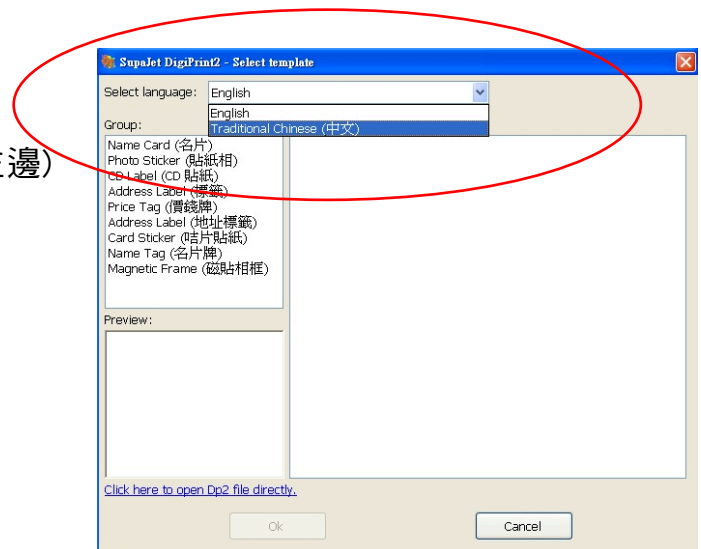 SupaJet DigiPrint2 - Select template
Select language: English
English
Traditional Chinese (中文)
Group:
Name Card (名片)
Photo Sticker (貼紙相)
邊)
CD Label (CD 貼紙)
Address Label (標籤)
Price Tag (價錢牌)
Address Label (地址標籤)
Card Sticker (咭片貼紙)
Name Tag (名片牌)
Magnetic Frame (磁貼相框)
Preview:
Click here to open Dp2 file directly.
Ok
Cancel